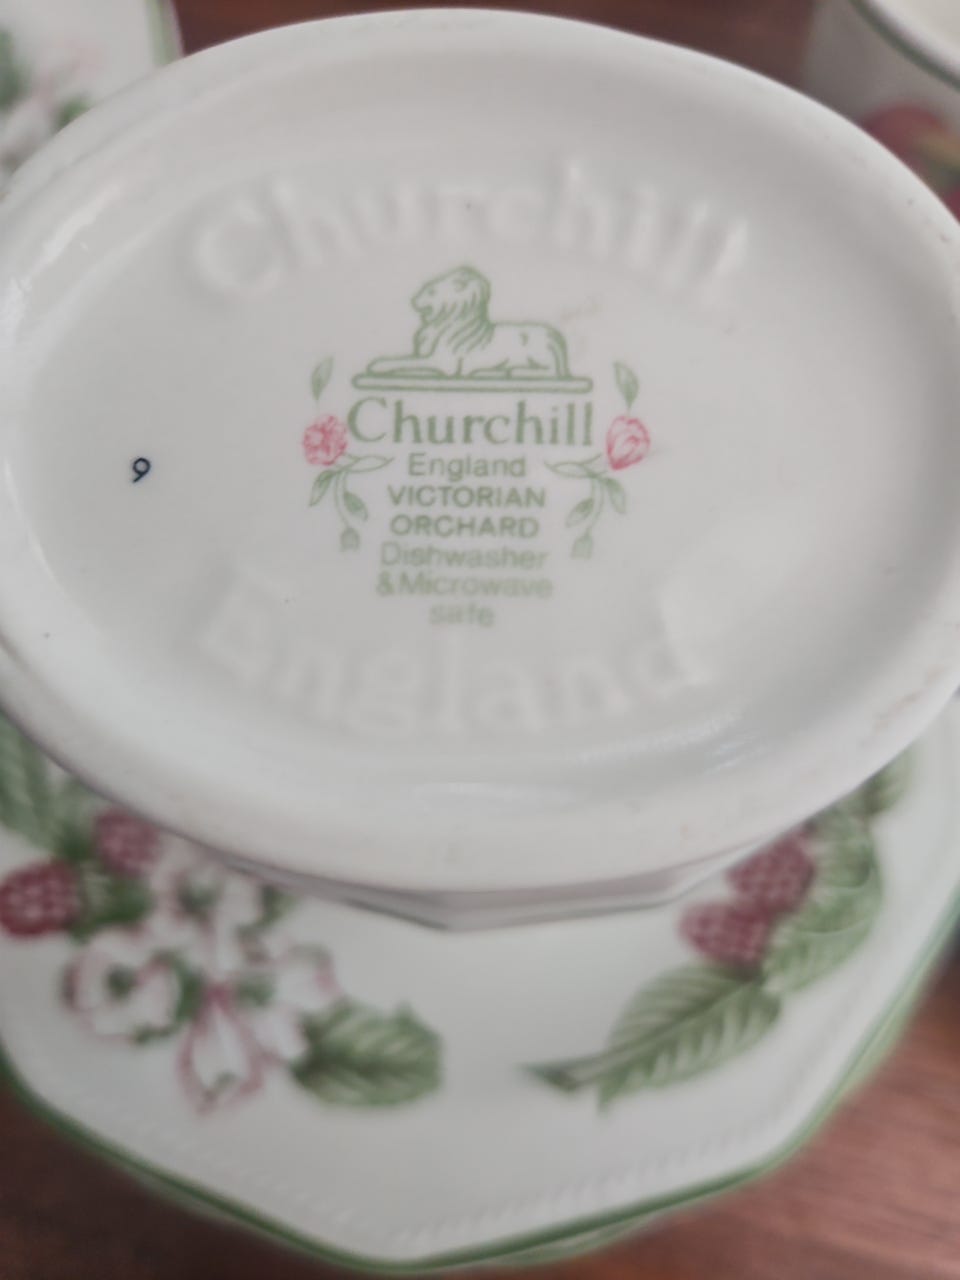 Churchill
Churchill
England
VICTORIAN
ORCHARD
Dishwasher
&Microwave
safe
9
England